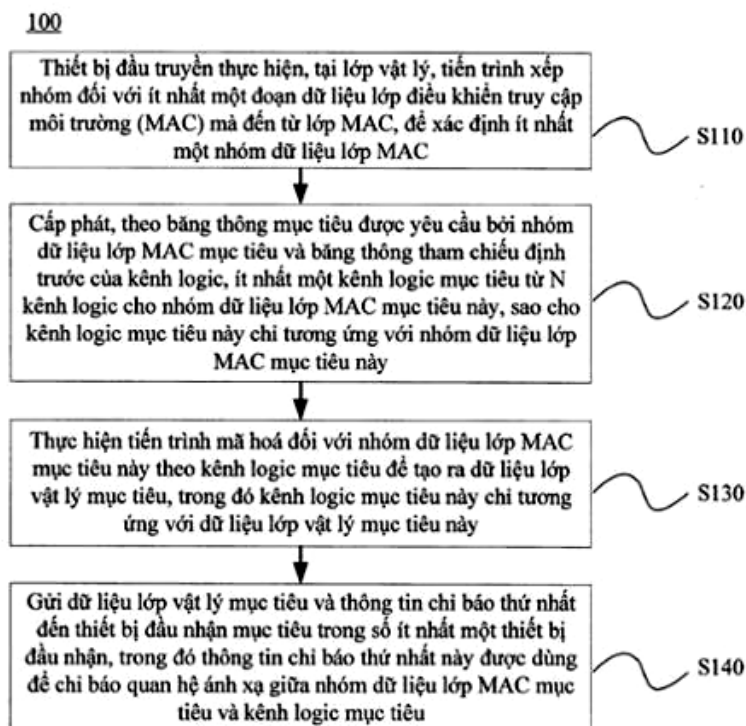 100
Thiết bị đầu truyền thực hiện, tại lớp vật lý, tiến trình xếp
nhóm đối với ít nhất một đoạn dữ liệu lớp điều khiển truy cập
môi trường (MAC) mà đến từ lớp MAC, để xác định ít nhất
một nhóm dữ liệu lớp MAC
S110
Cấp phát, theo băng thông mục tiêu được yêu cầu bởi nhóm
dữ liệu lớp MAC mục tiêu và băng thông tham chiếu định
trước của kênh logic, ít nhất một kênh logic mục tiêu từ N
kênh logic cho nhóm dữ liệu lớp MAC mục tiêu này, sao cho
kênh logic mục tiêu này chỉ tương ứng với nhóm dữ liệu lớp
MAC mục tiêu này
S120
Thực hiện tiến trình mã hoá đối với nhóm dữ liệu lớp MAC
mục tiêu này theo kênh logic mục tiêu để tạo ra dữ liệu lớp
vật lý mục tiêu, trong đó kênh logic mục tiêu này chỉ tương
ứng với dữ liệu lớp vật lý mục tiêu này
S130
Gửi dữ liệu lớp vật lý mục tiêu và thông tin chỉ báo thứ nhất
đến thiết bị đầu nhận mục tiêu trong số ít nhất một thiết bị
đầu nhận, trong đó thông tin chỉ báo thứ nhất này được dùng
để chỉ báo quan hệ ánh xạ giữa nhóm dữ liệu lớp MAC mục
tiêu và kênh logic mục tiêu
S140